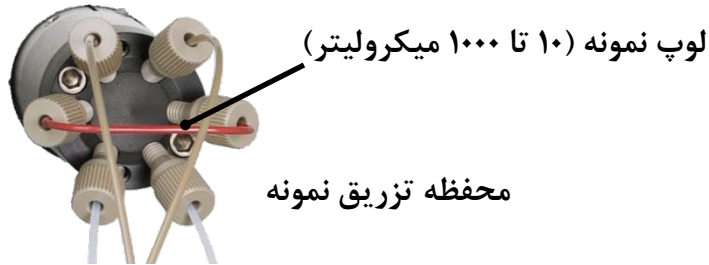 لوپ نمونه (۱۰ تا ۱۰۰۰ میکرولیتر)
محفظه تزریق نمونه